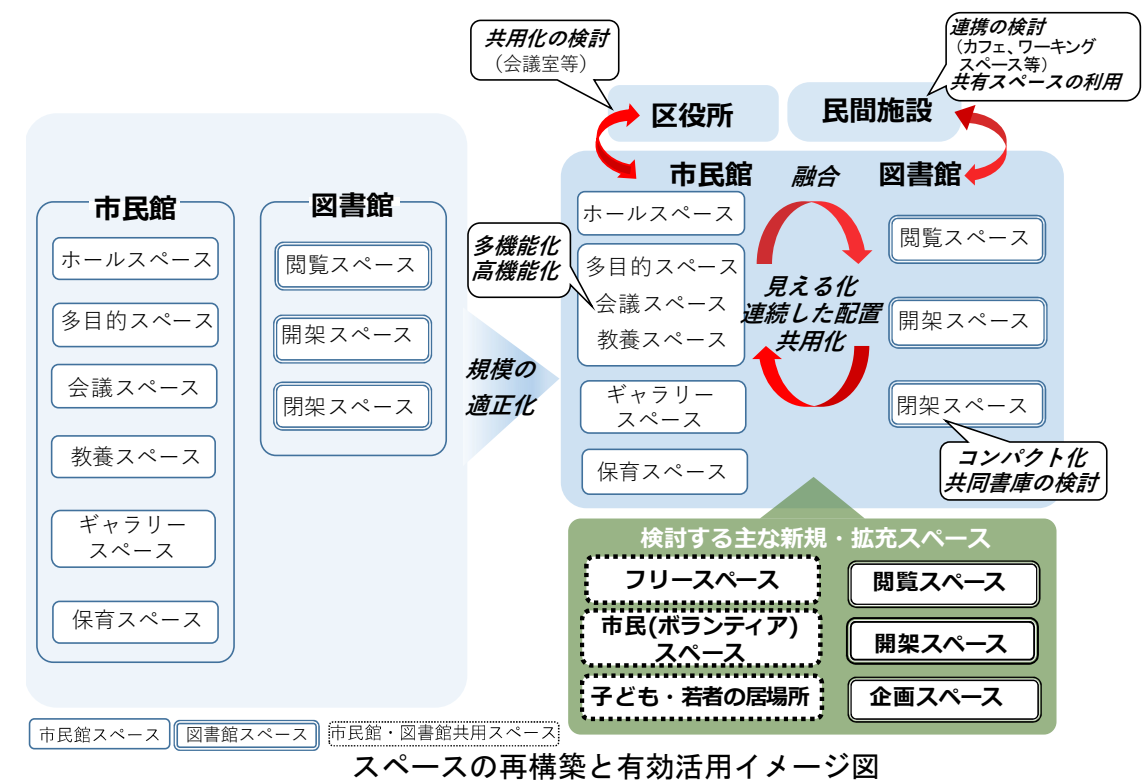 共用化の検討
（会議室等）
連携の検討
（カフェ、ワーキング
スペース等）
共有スペースの利用
区役所
民間施設
市民館
ホールスペース
多目的スペース
会議スペース
教養スペース
ギャラリー
スペース
保育スペース
図書館
閲覧スペース
開架スペース
閉架スペース
規模の
適正化
市民館
融合
図書館
ホールスペース
多機能化
高機能化
多目的スペース
会議スペース
教養スペース
ギャラリー
スペース
保育スペース
見える化
連続した配置
共用化
閲覧スペース
開架スペース
閉架スペース
コンパクト化
共同書庫の検討
検討する主な新規・拡充スペース
フリースペース
市民(ボランティア)
スペース
子ども・若者の居場所
閲覧スペース
開架スペース
企画スペース
市民館スペース
図書館スペース
市民館・図書館共用スペース
スペースの再構築と有効活用イメージ図